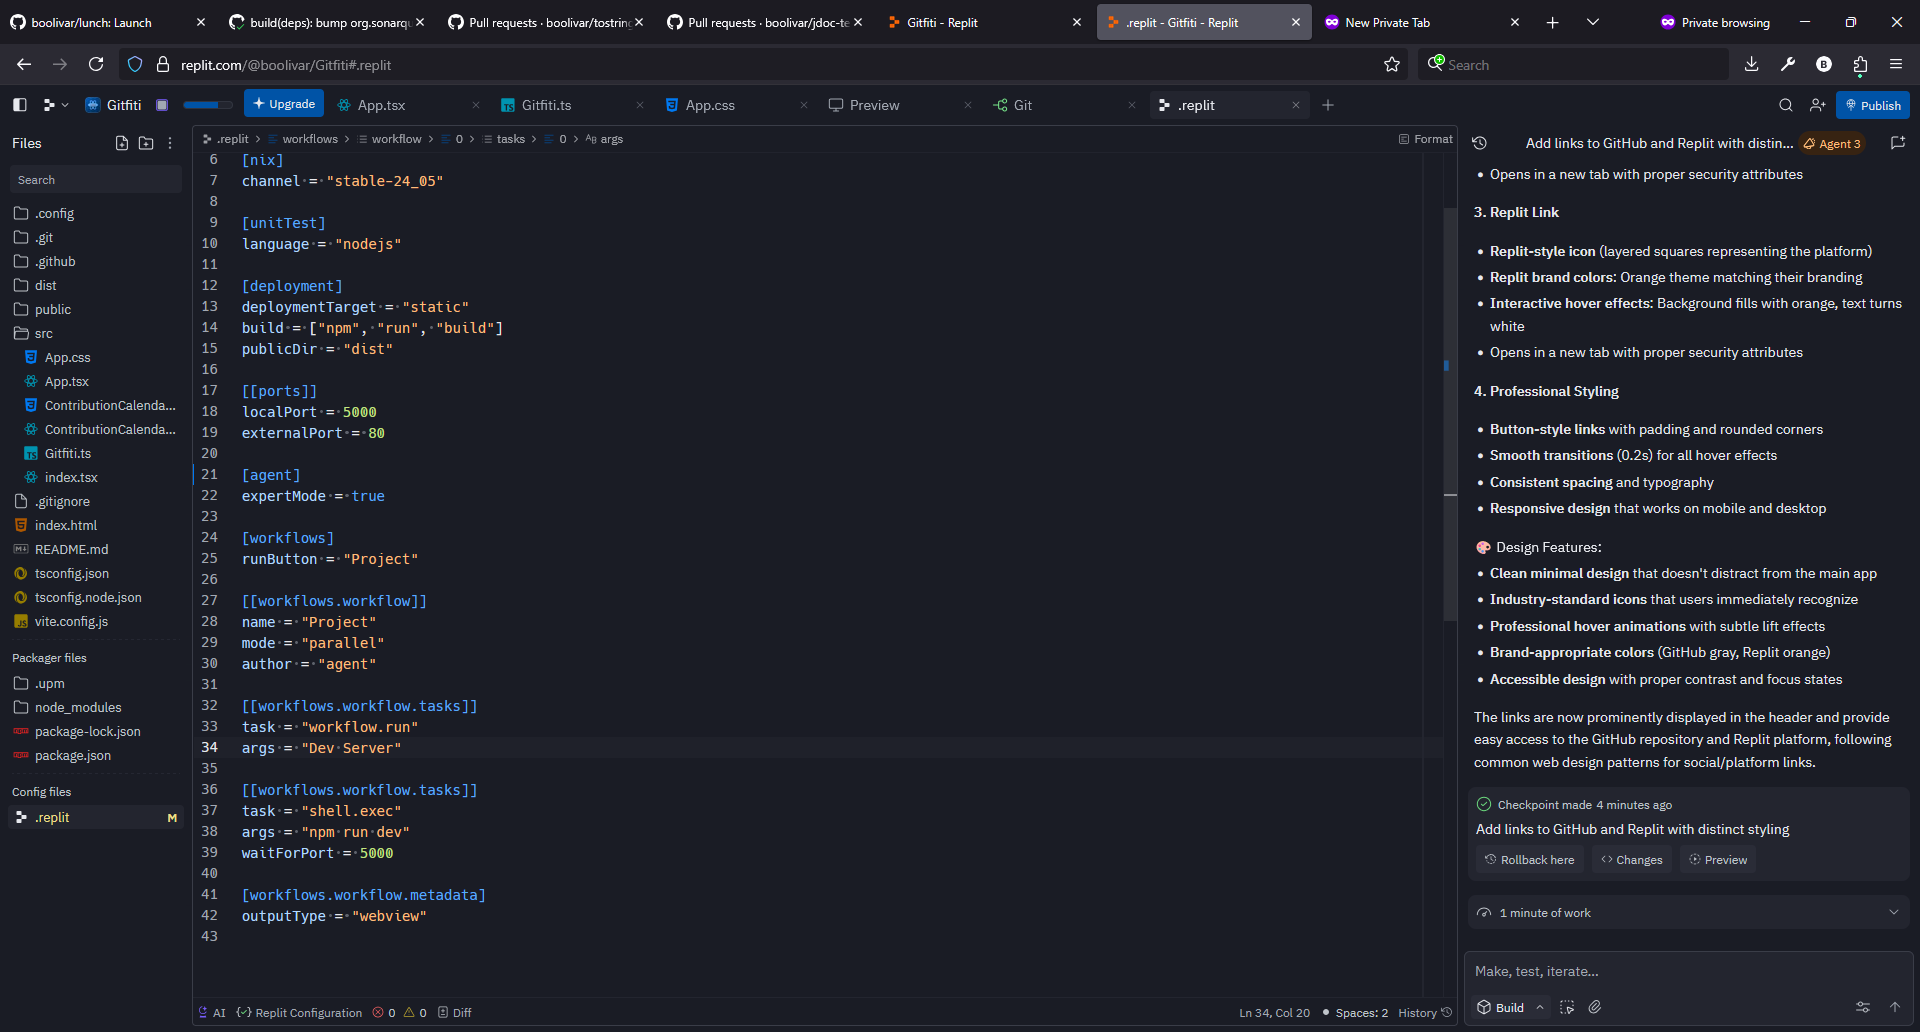 boolivar/lunch: Launch
build(deps): bump org.sonarqu
Pull requests · boolivar/tostring
Pull requests · boolivar/jdoc-te
Gitfiti - Replit
.replit - Gitfiti - Replit
New Private Tab
Private browsing
replit.com/@boolivar/Gitfiti#.replit
Search
Gitfiti
Upgrade
App.tsx
Gitfiti.ts
App.css
Preview
Git
.replit
Publish
Files
Search
.config
.git
.github
dist
public
src
App.css
App.tsx
ContributionCalenda...
ContributionCalenda...
Gitfiti.ts
index.tsx
.gitignore
index.html
README.md
tsconfig.json
tsconfig.node.json
vite.config.js
Packager files
.upm
node_modules
package-lock.json
package.json
Config files
.replit M
.replit > workflows > workflow > 0 > tasks > 0 > args
Format
6 [nix]
7 channel = "stable-24_05"
8
9 [unitTest]
10 language = "nodejs"
11
12 [deployment]
13 deploymentTarget = "static"
14 build = ["npm", "run", "build"]
15 publicDir = "dist"
16
17 [[ports]]
18 localPort = 5000
19 externalPort = 80
20
21 [agent]
22 expertMode = true
23
24 [workflows]
25 runButton = "Project"
26
27 [[workflows.workflow]]
28 name = "Project"
29 mode = "parallel"
30 author = "agent"
31
32 [[workflows.workflow.tasks]]
33 task = "workflow.run"
34 args = "Dev Server"
35
36 [[workflows.workflow.tasks]]
37 task = "shell.exec"
38 args = "npm run dev"
39 waitForPort = 5000
40
41 [workflows.workflow.metadata]
42 outputType = "webview"
43
AI
Replit Configuration
0
0
Diff
Ln 34, Col 20
Spaces: 2
History
Add links to GitHub and Replit with distin...
Agent 3
• Opens in a new tab with proper security attributes
3. Replit Link
• Replit-style icon (layered squares representing the platform)
• Replit brand colors: Orange theme matching their branding
• Interactive hover effects: Background fills with orange, text turns
white
• Opens in a new tab with proper security attributes
4. Professional Styling
• Button-style links with padding and rounded corners
• Smooth transitions (0.2s) for all hover effects
• Consistent spacing and typography
• Responsive design that works on mobile and desktop
🎨 Design Features:
• Clean minimal design that doesn't distract from the main app
• Industry-standard icons that users immediately recognize
• Professional hover animations with subtle lift effects
• Brand-appropriate colors (GitHub gray, Replit orange)
• Accessible design with proper contrast and focus states
The links are now prominently displayed in the header and provide
easy access to the GitHub repository and Replit platform, following
common web design patterns for social/platform links.
Checkpoint made 4 minutes ago
Add links to GitHub and Replit with distinct styling
Rollback here
Changes
Preview
1 minute of work
Make, test, iterate...
Build